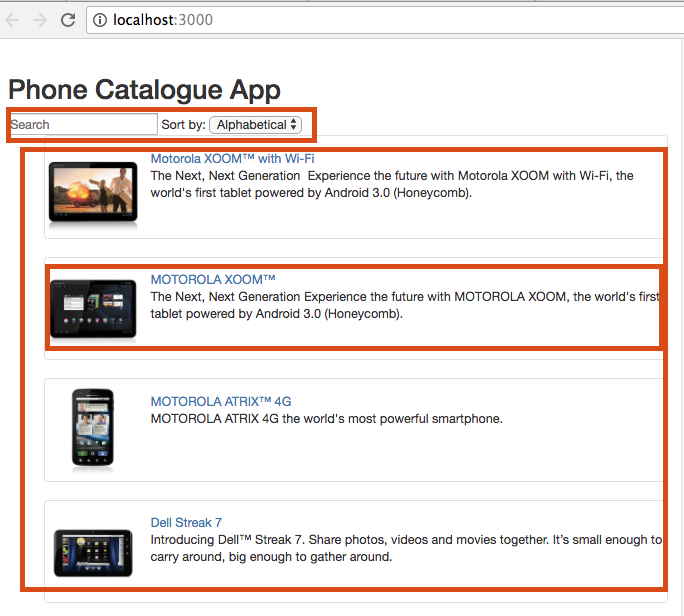 localhost:3000
Phone Catalogue App
Search Sort by: Alphabetical
Motorola XOOM™ with Wi-Fi
The Next, Next Generation  Experience the future with Motorola XOOM with Wi-Fi, the
world's first tablet powered by Android 3.0 (Honeycomb).
MOTOROLA XOOM™
The Next, Next Generation Experience the future with MOTOROLA XOOM, the world's first
tablet powered by Android 3.0 (Honeycomb).
MOTOROLA ATRIX™ 4G
MOTOROLA ATRIX 4G the world's most powerful smartphone.
Dell Streak 7
Introducing Dell™ Streak 7. Share photos, videos and movies together. It’s small enough to
carry around, big enough to gather around.